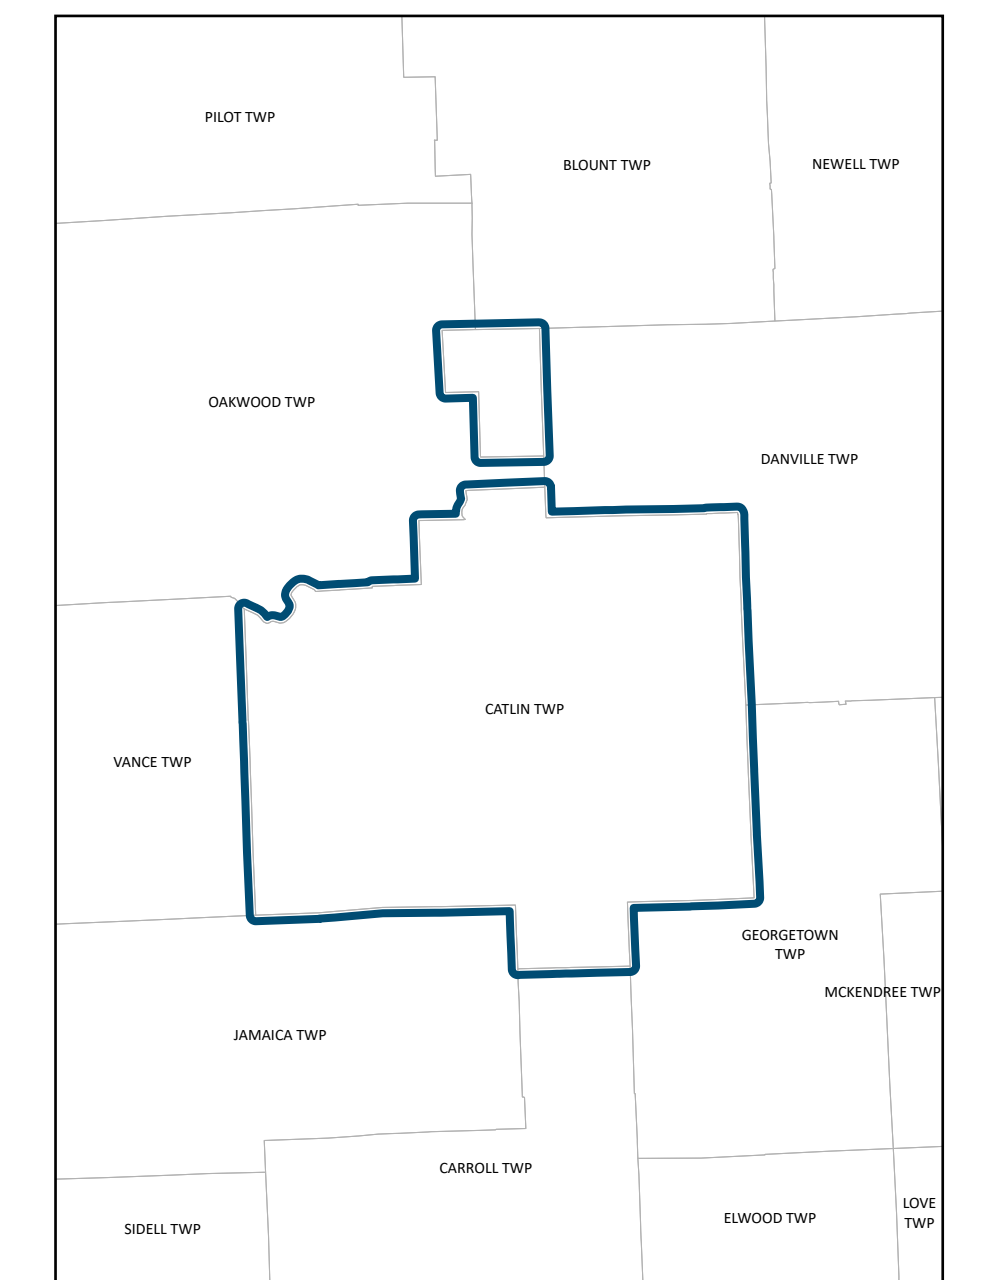 PILOT TWP
BLOUNT TWP
NEWELL TWP
OAKWOOD TWP
DANVILLE TWP
CATLIN TWP
VANCE TWP
GEORGETOWN
TWP
MCKENDREE TWP
JAMAICA TWP
CARROLL TWP
SIDELL TWP
ELWOOD TWP
LOVE
TWP